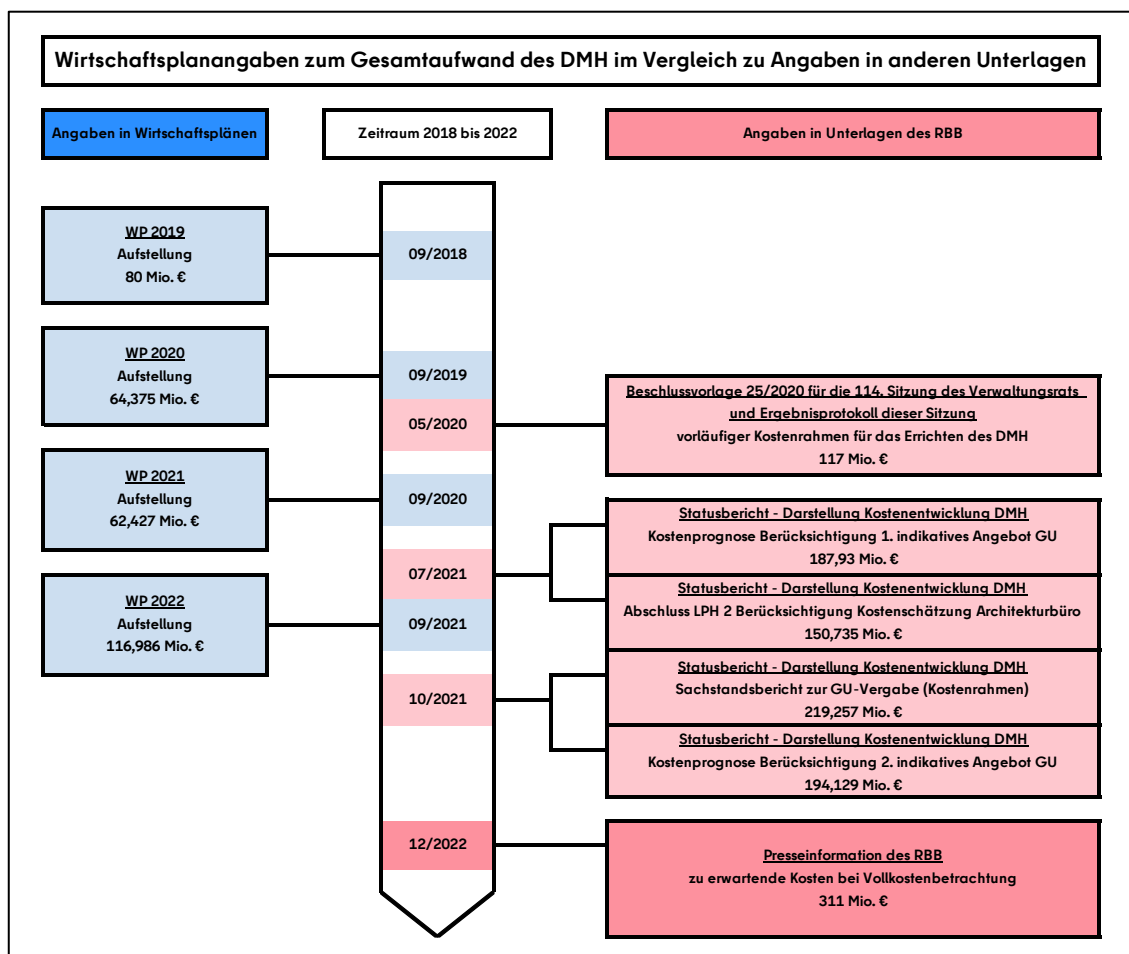 Wirtschaftsplanangaben zum Gesamtaufwand des DMH im Vergleich zu Angaben in anderen Unterlagen
Angaben in Wirtschaftsplänen
Zeitraum 2018 bis 2022
Angaben in Unterlagen des RBB
WP 2019
Aufstellung
80 Mio. €
09/2018
WP 2020
Aufstellung
64,375 Mio. €
09/2019
05/2020
Beschlussvorlage 25/2020 für die 114. Sitzung des Verwaltungsrats
und Ergebnisprotokoll dieser Sitzung
vorläufiger Kostenrahmen für das Errichten des DMH
117 Mio. €
WP 2021
Aufstellung
62,427 Mio. €
09/2020
07/2021
Statusbericht - Darstellung Kostenentwicklung DMH
Kostenprognose Berücksichtigung 1. indikatives Angebot GU
187,93 Mio. €
Statusbericht - Darstellung Kostenentwicklung DMH
Abschluss LPH 2 Berücksichtigung Kostenschätzung Architekturbüro
150,735 Mio. €
WP 2022
Aufstellung
116,986 Mio. €
09/2021
10/2021
Statusbericht - Darstellung Kostenentwicklung DMH
Sachstandsbericht zur GU-Vergabe (Kostenrahmen)
219,257 Mio. €
Statusbericht - Darstellung Kostenentwicklung DMH
Kostenprognose Berücksichtigung 2. indikatives Angebot GU
194,129 Mio. €
12/2022
Presseinformation des RBB
zu erwartende Kosten bei Vollkostenbetrachtung
311 Mio. €